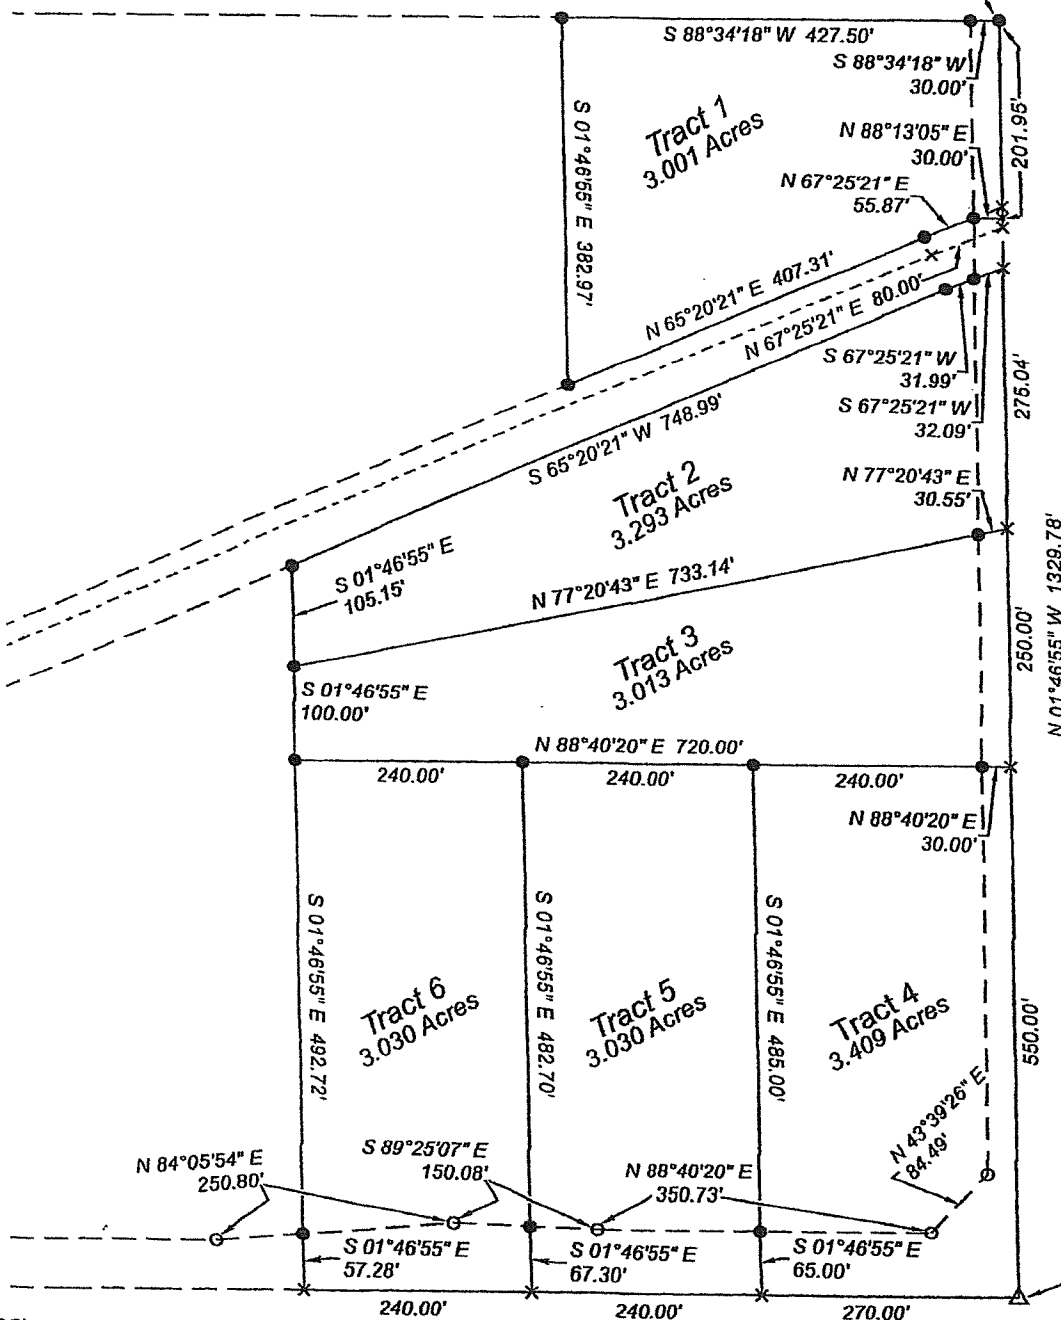 S 88°34'18" W 427.50'
S 88°34'18" W
30.00'
Tract 1
3.001 Acres
S 01°46'55" E 382.97'
N 88°13'05" E
30.00'
201.95'
N 67°25'21" E
55.87'
N 65°20'21" E 407.31'
N 67°25'21" E 80.00'
S 67°25'21" W
31.99'
S 67°25'21" W
32.09'
275.04'
S 65°20'21" W 748.99'
Tract 2
3.293 Acres
N 77°20'43" E
30.55'
S 01°46'55" E
105.15'
N 77°20'43" E 733.14'
N 01°46'55" W 1329.78'
Tract 3
3.013 Acres
250.00'
S 01°46'55" E
100.00'
N 88°40'20" E 720.00'
240.00'
240.00'
240.00'
N 88°40'20" E
30.00'
S 01°46'55" E 492.72'
S 01°46'55" E 482.70'
S 01°46'55" E 485.00'
Tract 6
3.030 Acres
Tract 5
3.030 Acres
Tract 4
3.409 Acres
550.00'
N 43°39'26" E
84.49'
N 84°05'54" E
250.80'
S 89°25'07" E
150.08'
N 88°40'20" E
350.73'
S 01°46'55" E
57.28'
S 01°46'55" E
67.30'
S 01°46'55" E
65.00'
240.00'
240.00'
270.00'